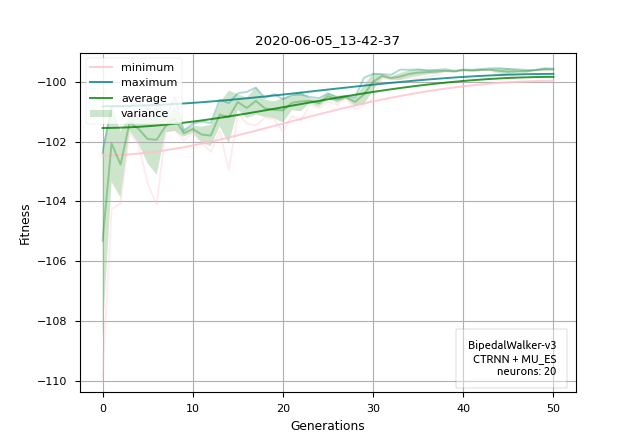 2020-06-05_13-42-37
minimum
maximum
average
variance
−100
−102
−104
−106
−108
−110
Fitness
BipedalWalker-v3
CTRNN + MU_ES
neurons: 20
0
10
20
30
40
50
Generations